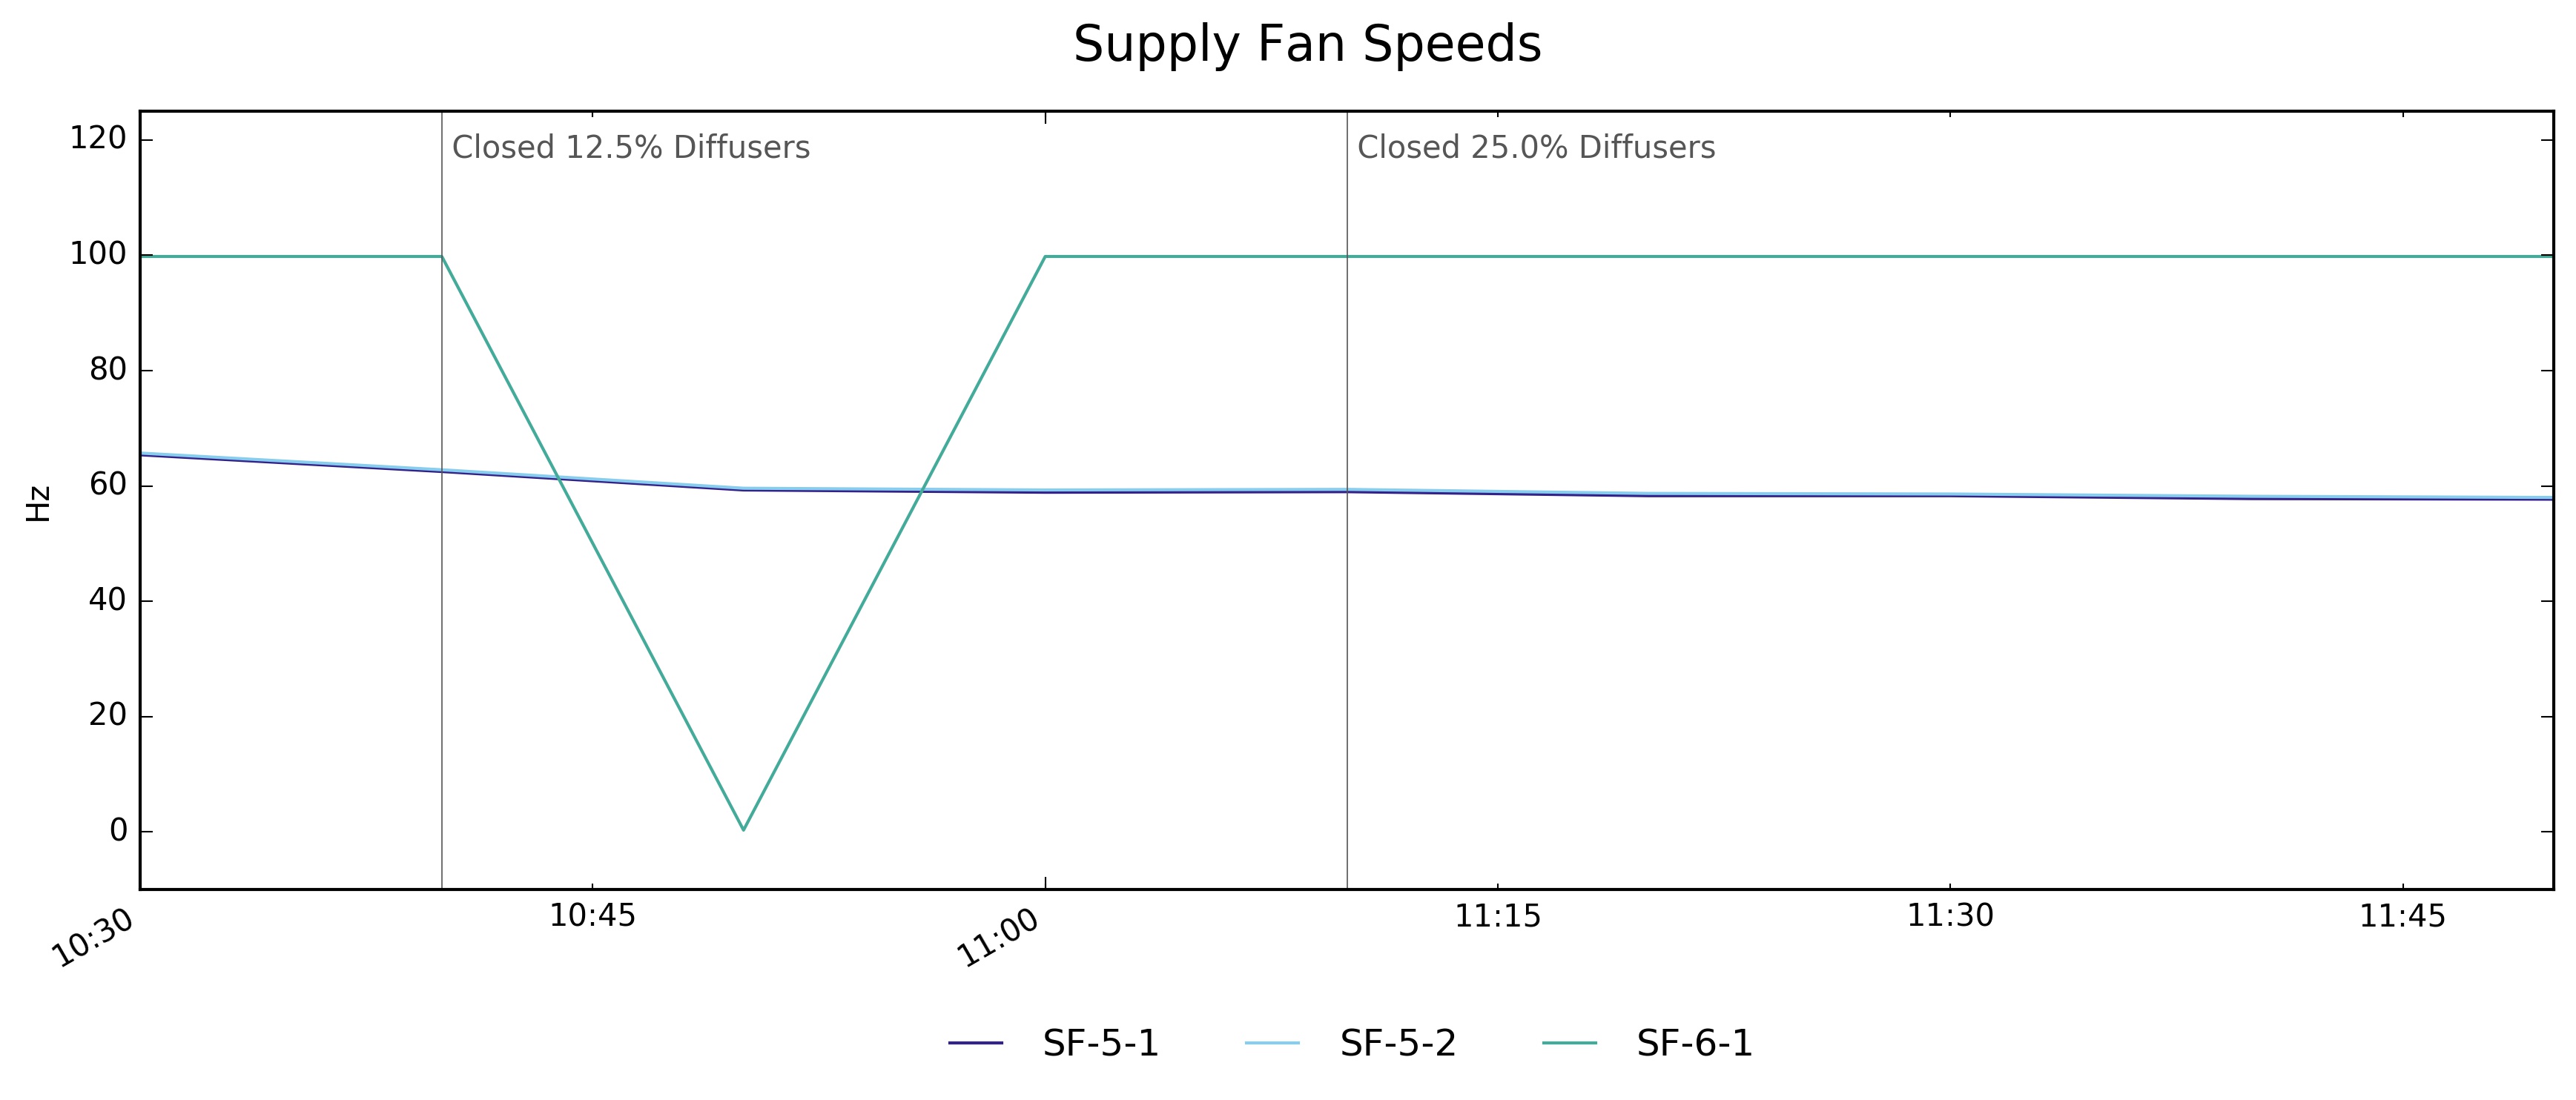 Supply Fan Speeds
120
100
80
60
40
20
0
Hz
Closed 12.5% Diffusers
Closed 25.0% Diffusers
10:30
10:45
11:00
11:15
11:30
11:45
SF-5-1
SF-5-2
SF-6-1